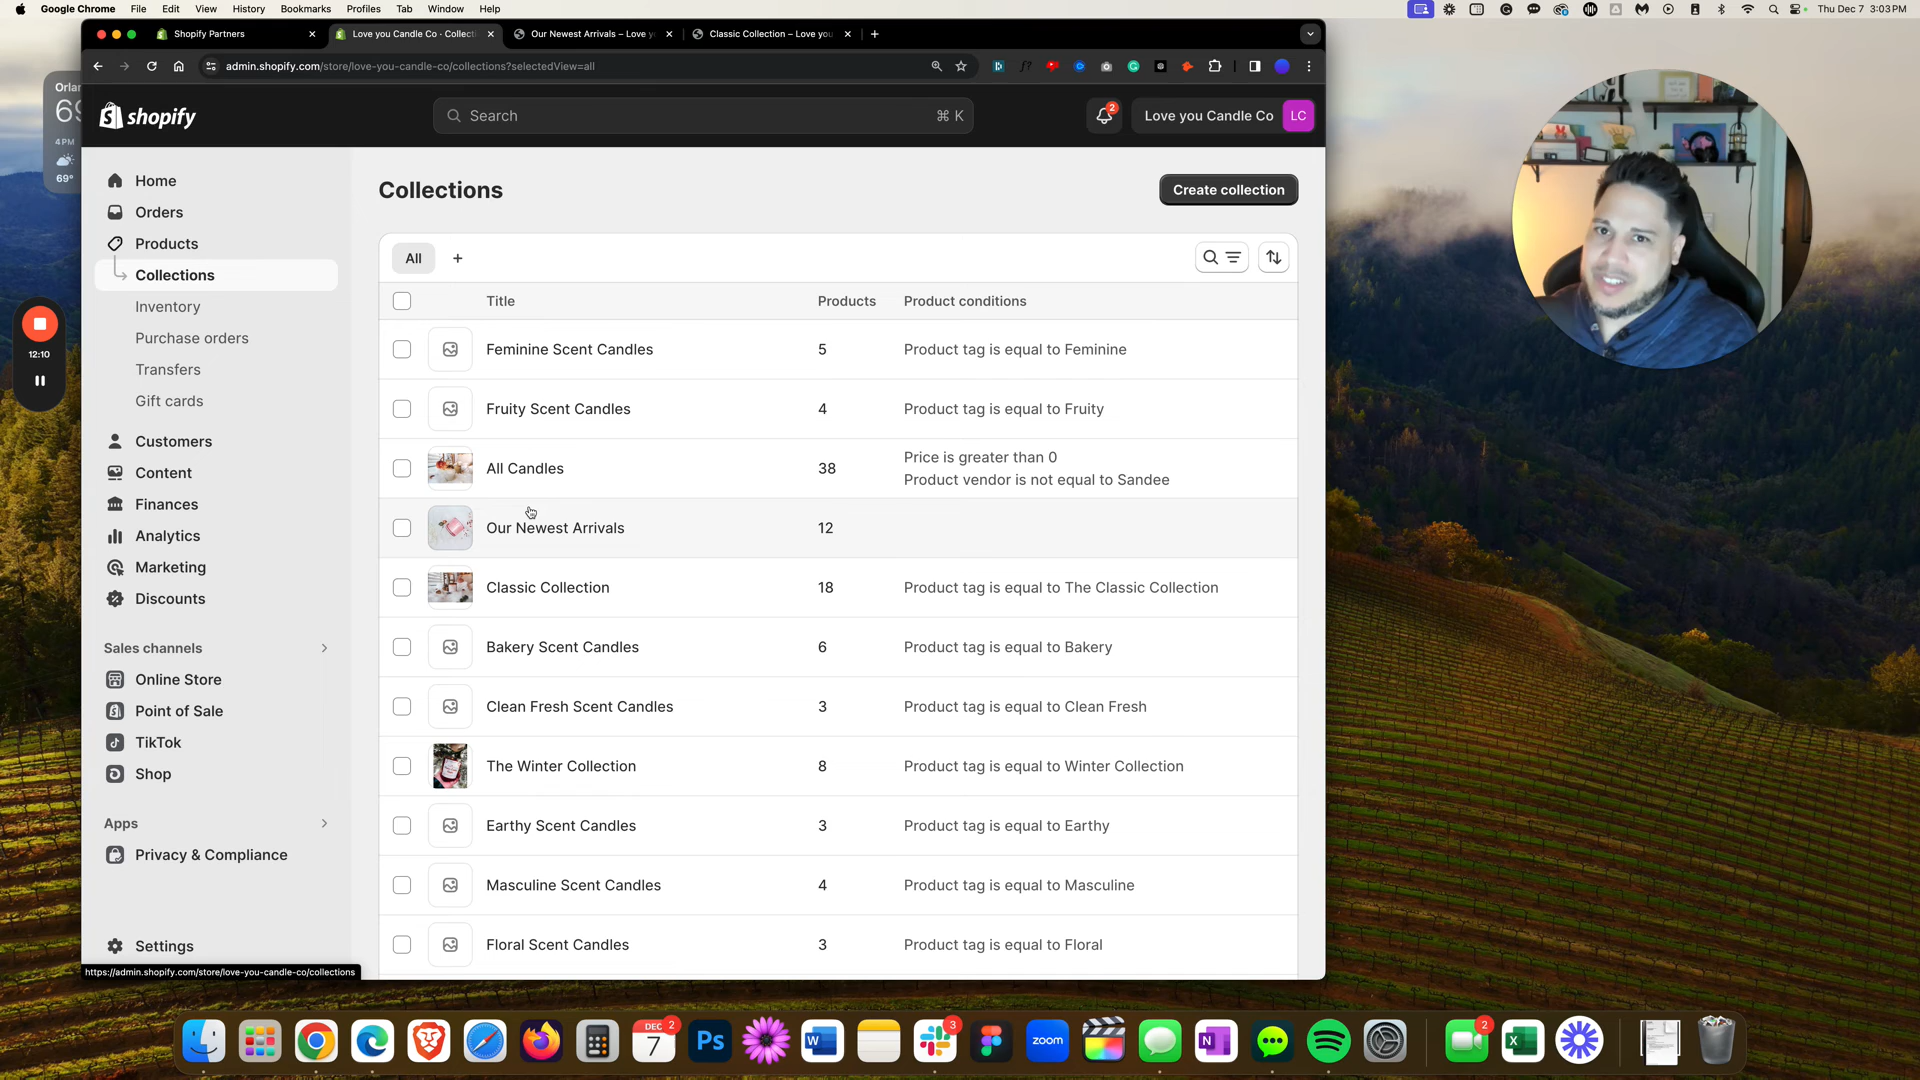 Google Chrome File Edit View History Bookmarks Profiles Tab Window Help
Thu Dec 7 3:03 PM
Shopify Partners
Love you Candle Co · Collecti
Our Newest Arrivals – Love y
Classic Collection – Love you
admin.shopify.com/store/love-you-candle-co/collections?selectedView=all
shopify
Search
⌘ K
2
Love you Candle Co
LC
Orlan
69
4PM
69°
12:10
Home
Orders
Products
Collections
Inventory
Purchase orders
Transfers
Gift cards
Customers
Content
Finances
Analytics
Marketing
Discounts
Sales channels
Online Store
Point of Sale
TikTok
Shop
Apps
Privacy & Compliance
Settings
https://admin.shopify.com/store/love-you-candle-co/collections
Collections
Create collection
All +
Title Products Product conditions
Feminine Scent Candles 5 Product tag is equal to Feminine
Fruity Scent Candles 4 Product tag is equal to Fruity
All Candles 38 Price is greater than 0
Product vendor is not equal to Sandee
Our Newest Arrivals 12
Classic Collection 18 Product tag is equal to The Classic Collection
Bakery Scent Candles 6 Product tag is equal to Bakery
Clean Fresh Scent Candles 3 Product tag is equal to Clean Fresh
The Winter Collection 8 Product tag is equal to Winter Collection
Earthy Scent Candles 3 Product tag is equal to Earthy
Masculine Scent Candles 4 Product tag is equal to Masculine
Floral Scent Candles 3 Product tag is equal to Floral
DEC
7
2
Ps
W
3
zoom
N
2
X